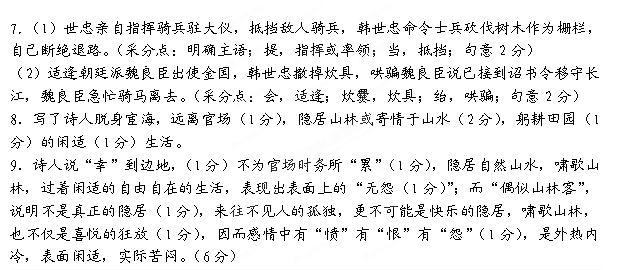 7.（1）世忠亲自指挥骑兵驻大仪，抵挡敌人骑兵，韩世忠命令士兵砍伐树木作为栅栏，
自己断绝退路。（采分点：明确主语；提，指挥或率领；当，抵挡；句意2分）
（2）适逢朝廷派魏良臣出使金国，韩世忠撤掉炊具，哄骗魏良臣说已接到诏书令移守长
江，魏良臣急忙骑马离去。（采分点：会，适逢；炊爨，炊具；绐，哄骗；句意2分）
8．写了诗人脱身宦海，远离官场（1分），隐居山林或寄情于山水（2分），躬耕田园（1
分）的闲适（1分）生活。
9．诗人说“幸”到边地，（1分）不为官场时务所“累”（1分），隐居自然山水，啸歌山
林，过着闲适的自由自在的生活，表现出表面上的“无怨（1分）”；而“偶似山林客”，
说明不是真正的隐居（1分），来往不见人的孤独，更不可能是快乐的隐居，啸歌山林，
也不仅是喜悦的狂放（1分），因而感情中有“愤”有“恨”有“怨”（1分），是外热内
冷，表面闲适，实际苦闷。（6分）